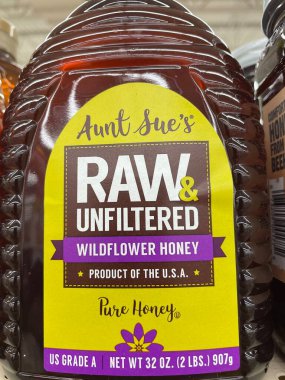 Aunt Sue's®
RAW &
UNFILTERED
WILDFLOWER HONEY
PRODUCT OF THE U.S.A.
Pure Honey
US GRADE A | NET WT 32 OZ. (2 LBS.) 907g